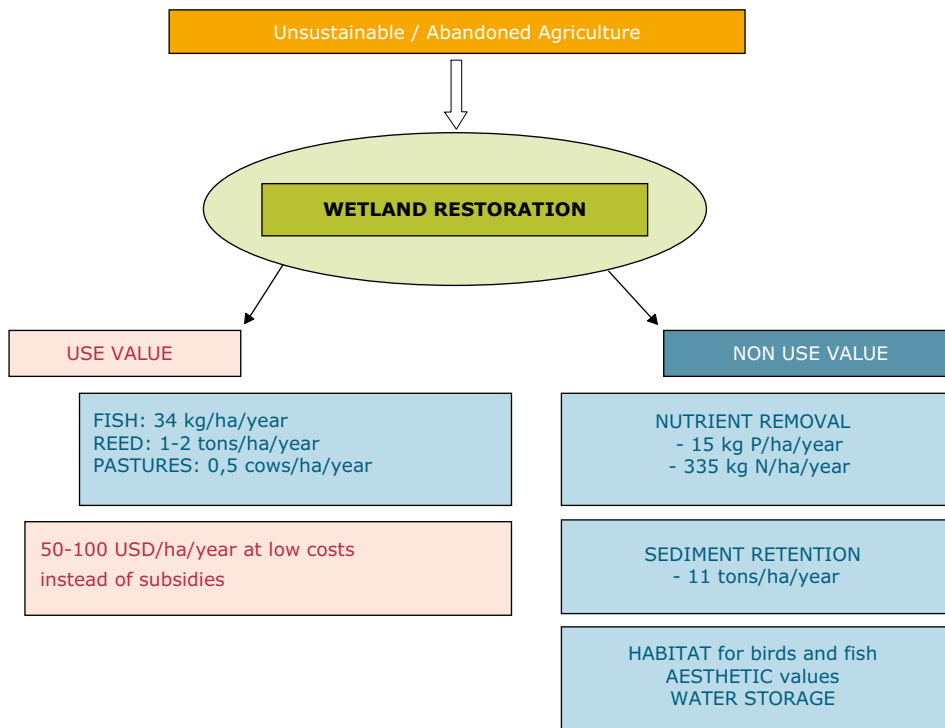 Unsustainable / Abandoned Agriculture
WETLAND RESTORATION
USE VALUE
FISH: 34 kg/ha/year
REED: 1-2 tons/ha/year
PASTURES: 0,5 cows/ha/year
50-100 USD/ha/year at low costs
instead of subsidies
NON USE VALUE
NUTRIENT REMOVAL
- 15 kg P/ha/year
- 335 kg N/ha/year
SEDIMENT RETENTION
- 11 tons/ha/year
HABITAT for birds and fish
AESTHETIC values
WATER STORAGE